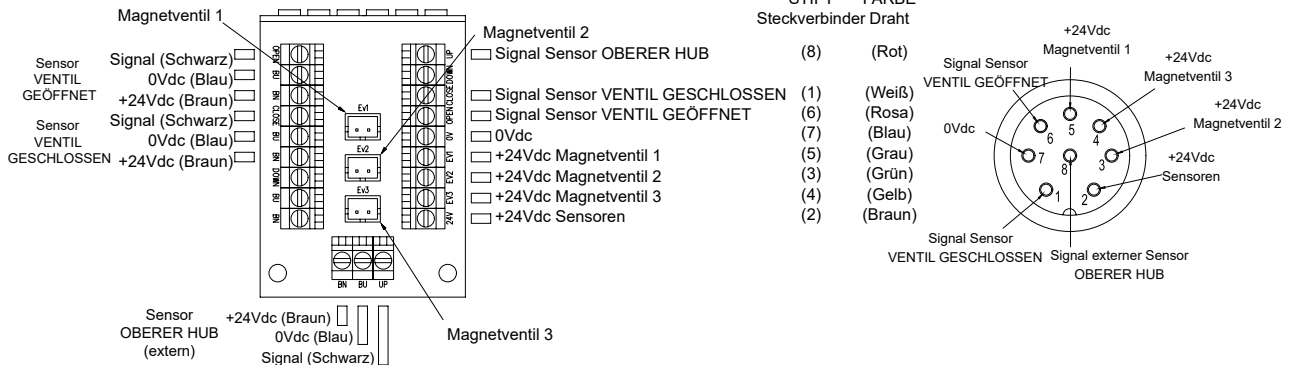 Magnetventil 1
Magnetventil 2
Sensor
VENTIL
GEÖFFNET
Signal (Schwarz)
0Vdc (Blau)
+24Vdc (Braun)
Sensor
VENTIL
GESCHLOSSEN
Signal (Schwarz)
0Vdc (Blau)
+24Vdc (Braun)
OPEN
BU
BN
CLOSE
BU
BN
DOWN
BU
BN
Ev1
Ev2
Ev3
UP
DOWN
CLOSE
OPEN
0V
EV1
EV2
EV3
24V
BN BU UP
Sensor
OBERER HUB
(extern)
+24Vdc (Braun)
0Vdc (Blau)
Signal (Schwarz)
Magnetventil 3
Steckverbinder Draht
Signal Sensor OBERER HUB (8) (Rot)
Signal Sensor VENTIL GESCHLOSSEN (1) (Weiß)
Signal Sensor VENTIL GEÖFFNET (6) (Rosa)
0Vdc (7) (Blau)
+24Vdc Magnetventil 1 (5) (Grau)
+24Vdc Magnetventil 2 (3) (Grün)
+24Vdc Magnetventil 3 (4) (Gelb)
+24Vdc Sensoren (2) (Braun)
+24Vdc
Magnetventil 1
Signal Sensor
VENTIL GEÖFFNET
+24Vdc
Magnetventil 3
+24Vdc
Magnetventil 2
0Vdc
+24Vdc
Sensoren
5
6
4
7
8
3
1
2
Signal Sensor
VENTIL GESCHLOSSEN
Signal externer Sensor
OBERER HUB